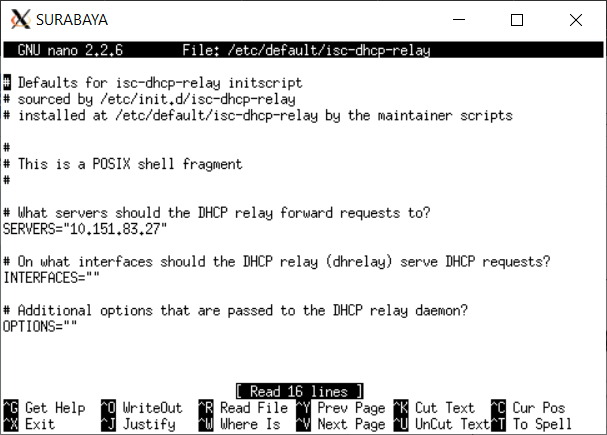 SURABAYA
GNU nano 2.2.6 File: /etc/default/isc-dhcp-relay
# Defaults for isc-dhcp-relay initscript
# sourced by /etc/init.d/isc-dhcp-relay
# installed at /etc/default/isc-dhcp-relay by the maintainer scripts
#
# This is a POSIX shell fragment
#
# What servers should the DHCP relay forward requests to?
SERVERS="10.151.83.27"
# On what interfaces should the DHCP relay (dhrelay) serve DHCP requests?
INTERFACES=""
# Additional options that are passed to the DHCP relay daemon?
OPTIONS=""
[ Read 16 lines ]
^G Get Help ^O WriteOut ^R Read File ^Y Prev Page ^K Cut Text ^C Cur Pos
^X Exit ^J Justify ^W Where Is ^V Next Page ^U UnCut Text ^T To Spell